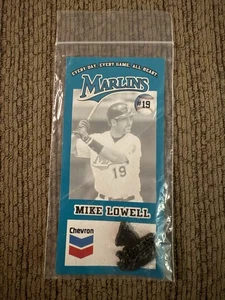 EVERY DAY. EVERY GAME. ALL HEART
MARLINS
#19
19
MIKE LOWELL
Chevron